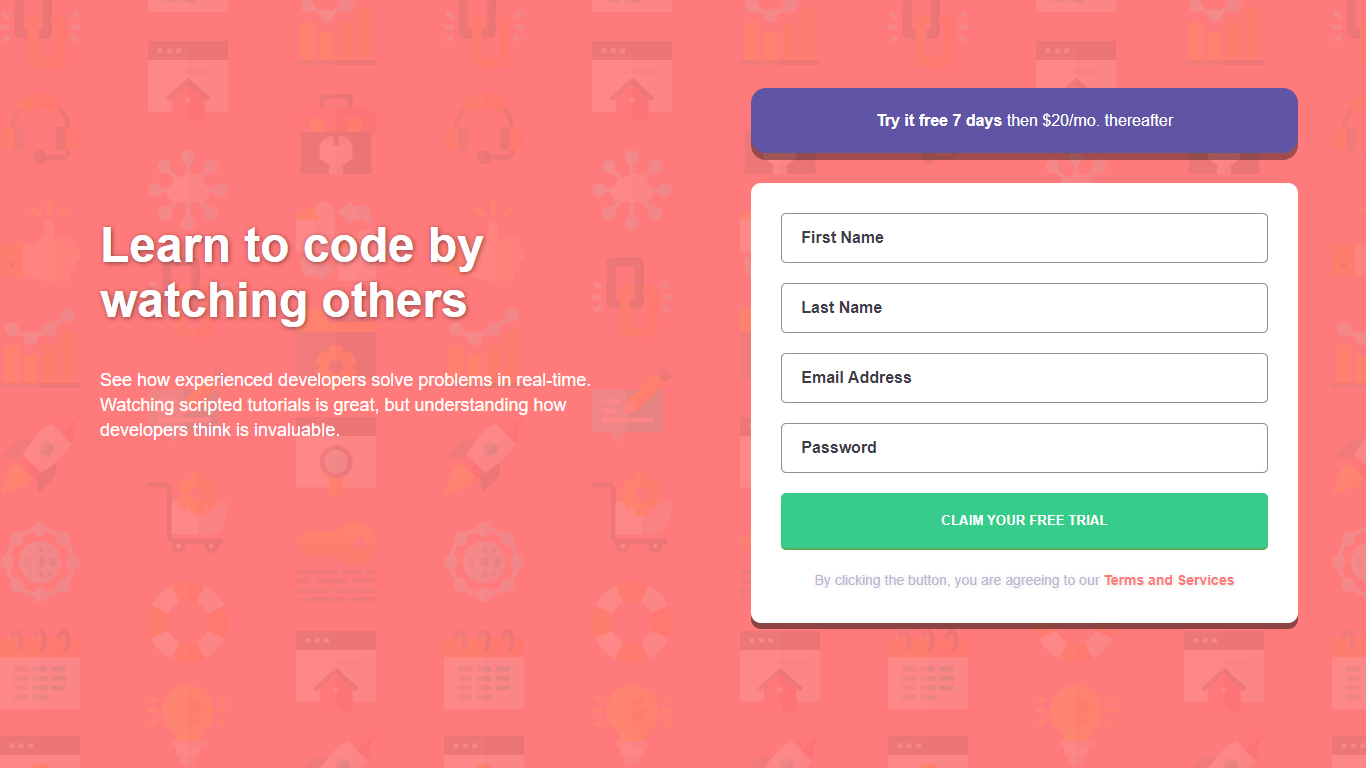 Learn to code by
watching others
See how experienced developers solve problems in real-time.
Watching scripted tutorials is great, but understanding how
developers think is invaluable.
Try it free 7 days then $20/mo. thereafter
First Name
Last Name
Email Address
Password
CLAIM YOUR FREE TRIAL
By clicking the button, you are agreeing to our Terms and Services